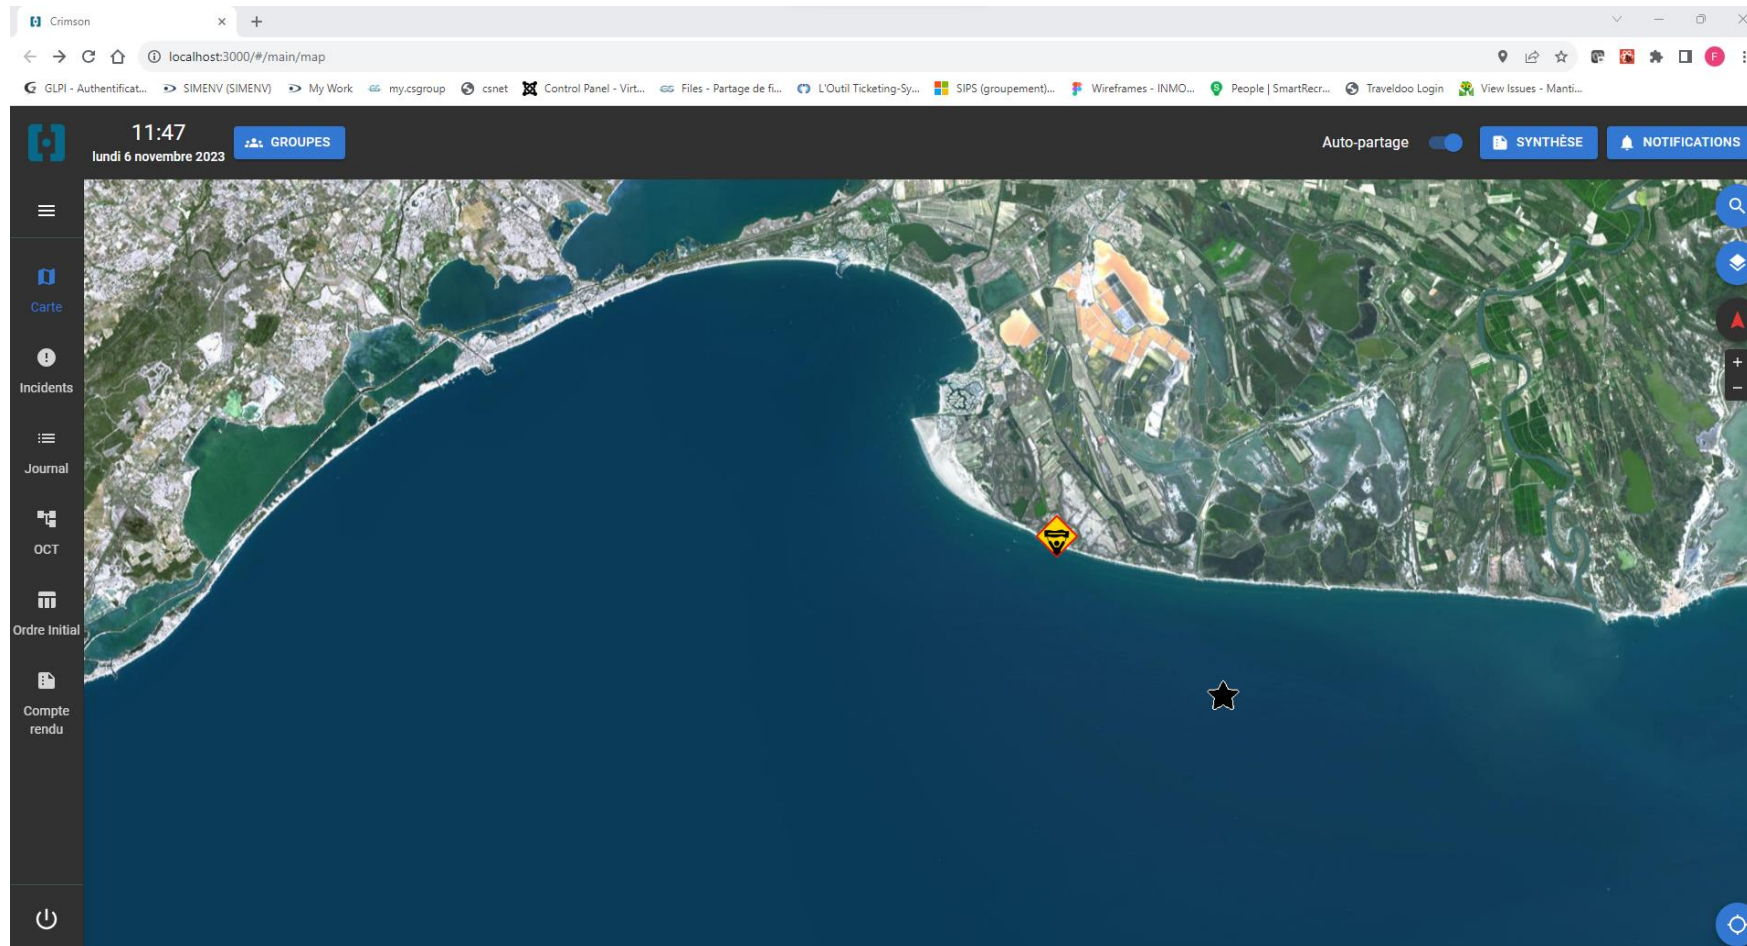 Crimson
localhost:3000/#/main/map
GLPI - Authentificat... SIMENV (SIMENV) My Work my.csgroup csnet Control Panel - Virt... Files - Partage de fi... L'Outil Ticketing-Sy... SIPS (groupement)... Wireframes - INMO... People | SmartRecr... Traveldoo Login View Issues - Manti...
11:47
lundi 6 novembre 2023
GROUPES
Auto-partage
SYNTHÈSE
NOTIFICATIONS
Carte
Incidents
Journal
OCT
Ordre Initial
Compte
rendu